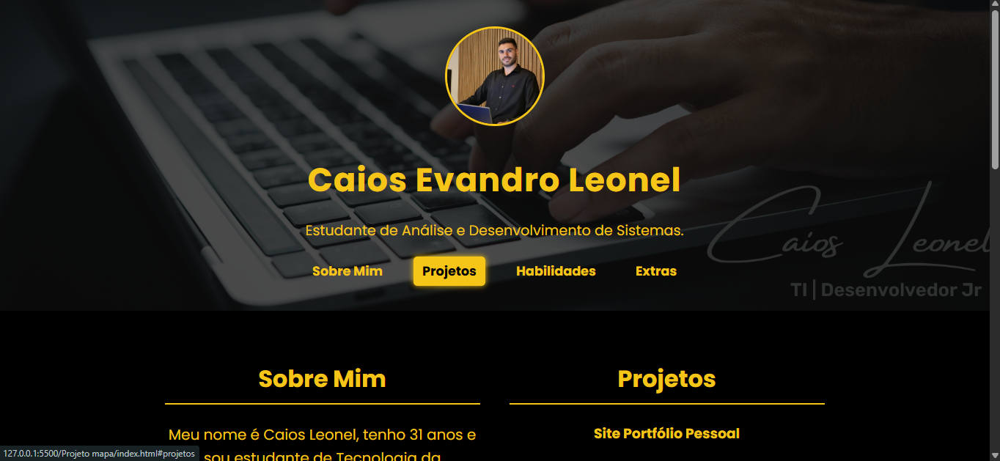 Caios Evandro Leonel
Estudante de Análise e Desenvolvimento de Sistemas.
Sobre Mim Projetos Habilidades Extras
Caios Leonel
TI | Desenvolvedor Jr
Sobre Mim
Meu nome é Caios Leonel, tenho 31 anos e
sou estudante de Tecnologia da
Projetos
Site Portfólio Pessoal
127.0.0.1:5500/Projeto mapa/index.html#projetos